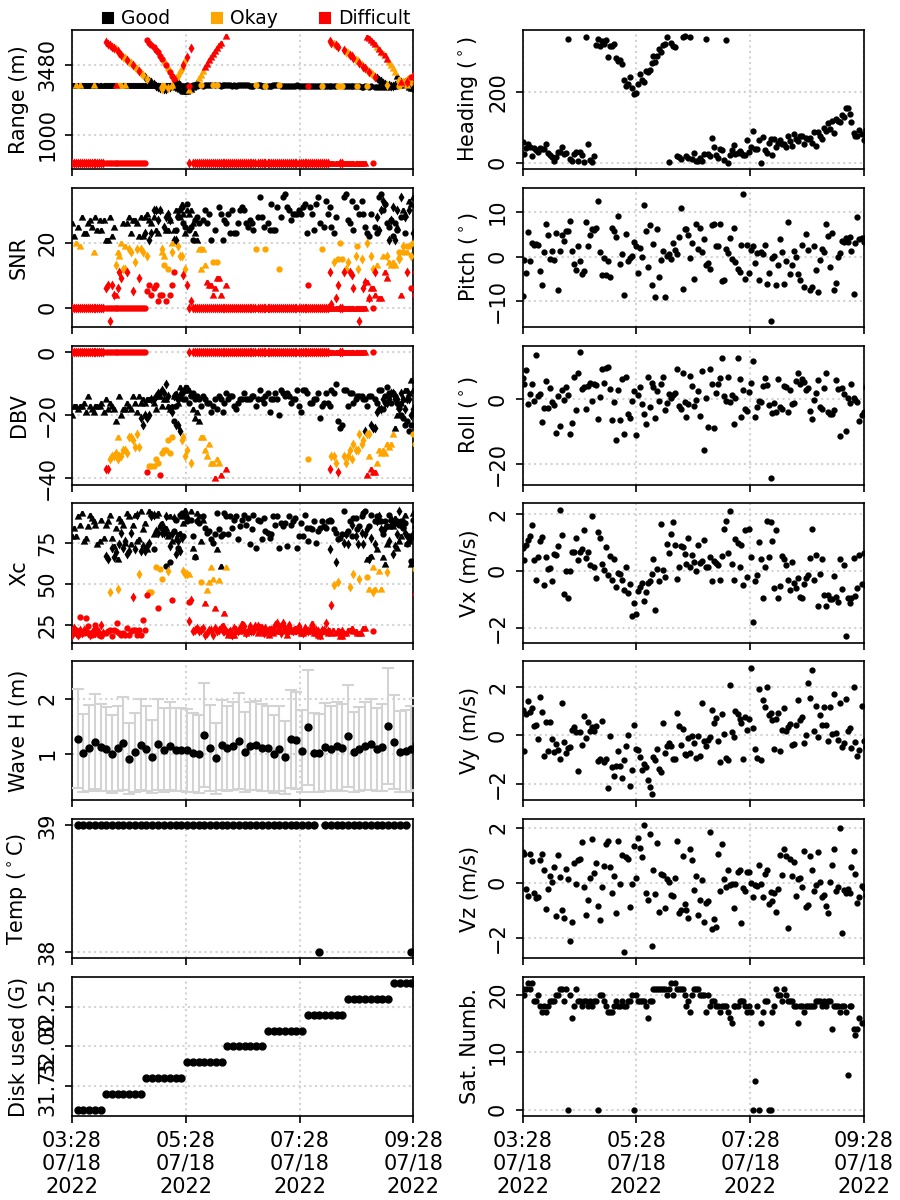 Good Okay Difficult
Range (m)
3480
1000
Heading (°)
200
0
SNR
20
0
Pitch (°)
10
0
−10
DBV
0
−20
−40
Roll (°)
0
−20
Xc
75
50
25
Vx (m/s)
2
0
−2
Wave H (m)
2
1
Vy (m/s)
2
0
−2
Temp (°C)
39
38
Vz (m/s)
2
0
−2
Disk used (G)
31.75
Sat. Numb.
20
10
0
03:28 05:28 07:28 09:28 03:28 05:28 07:28 09:28
07/18 07/18 07/18 07/18 07/18 07/18 07/18 07/18
2022 2022 2022 2022 2022 2022 2022 2022